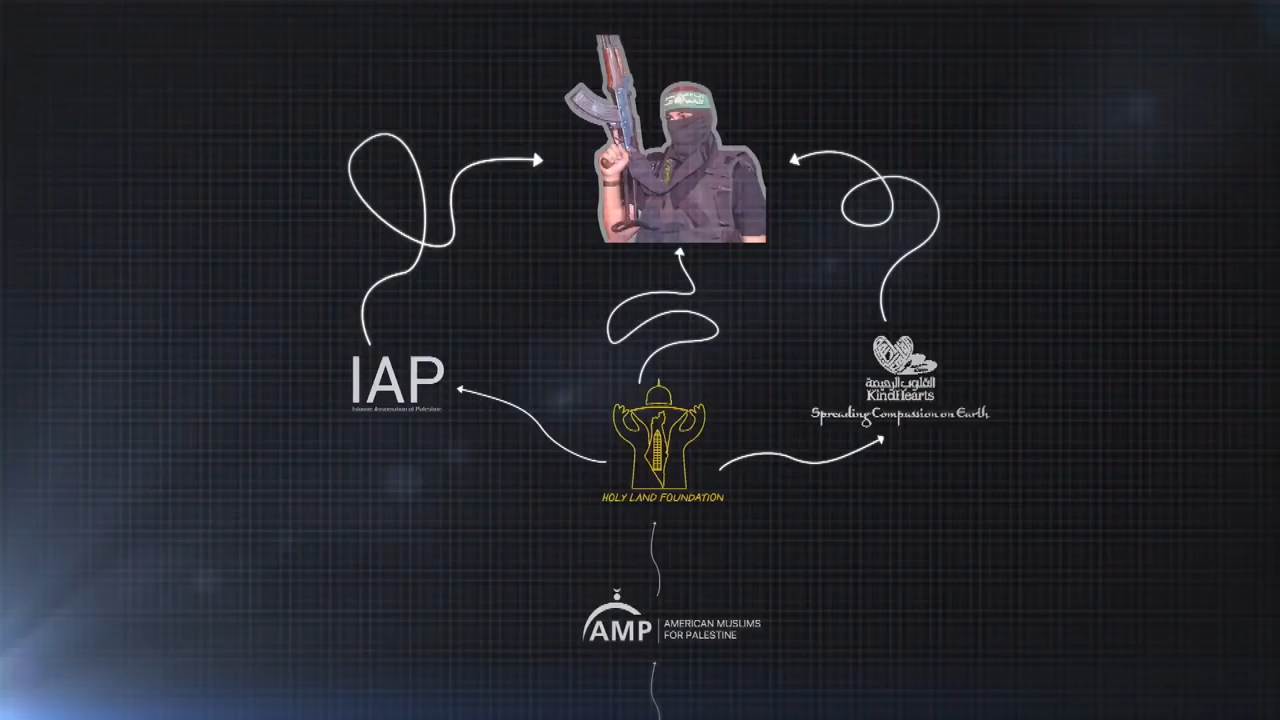 IAP
Islamic Association of Palestine
القلوب الرحيمة
KindHearts
Spreading Compassion on Earth
HOLY LAND FOUNDATION
AMP
AMERICAN MUSLIMS
FOR PALESTINE